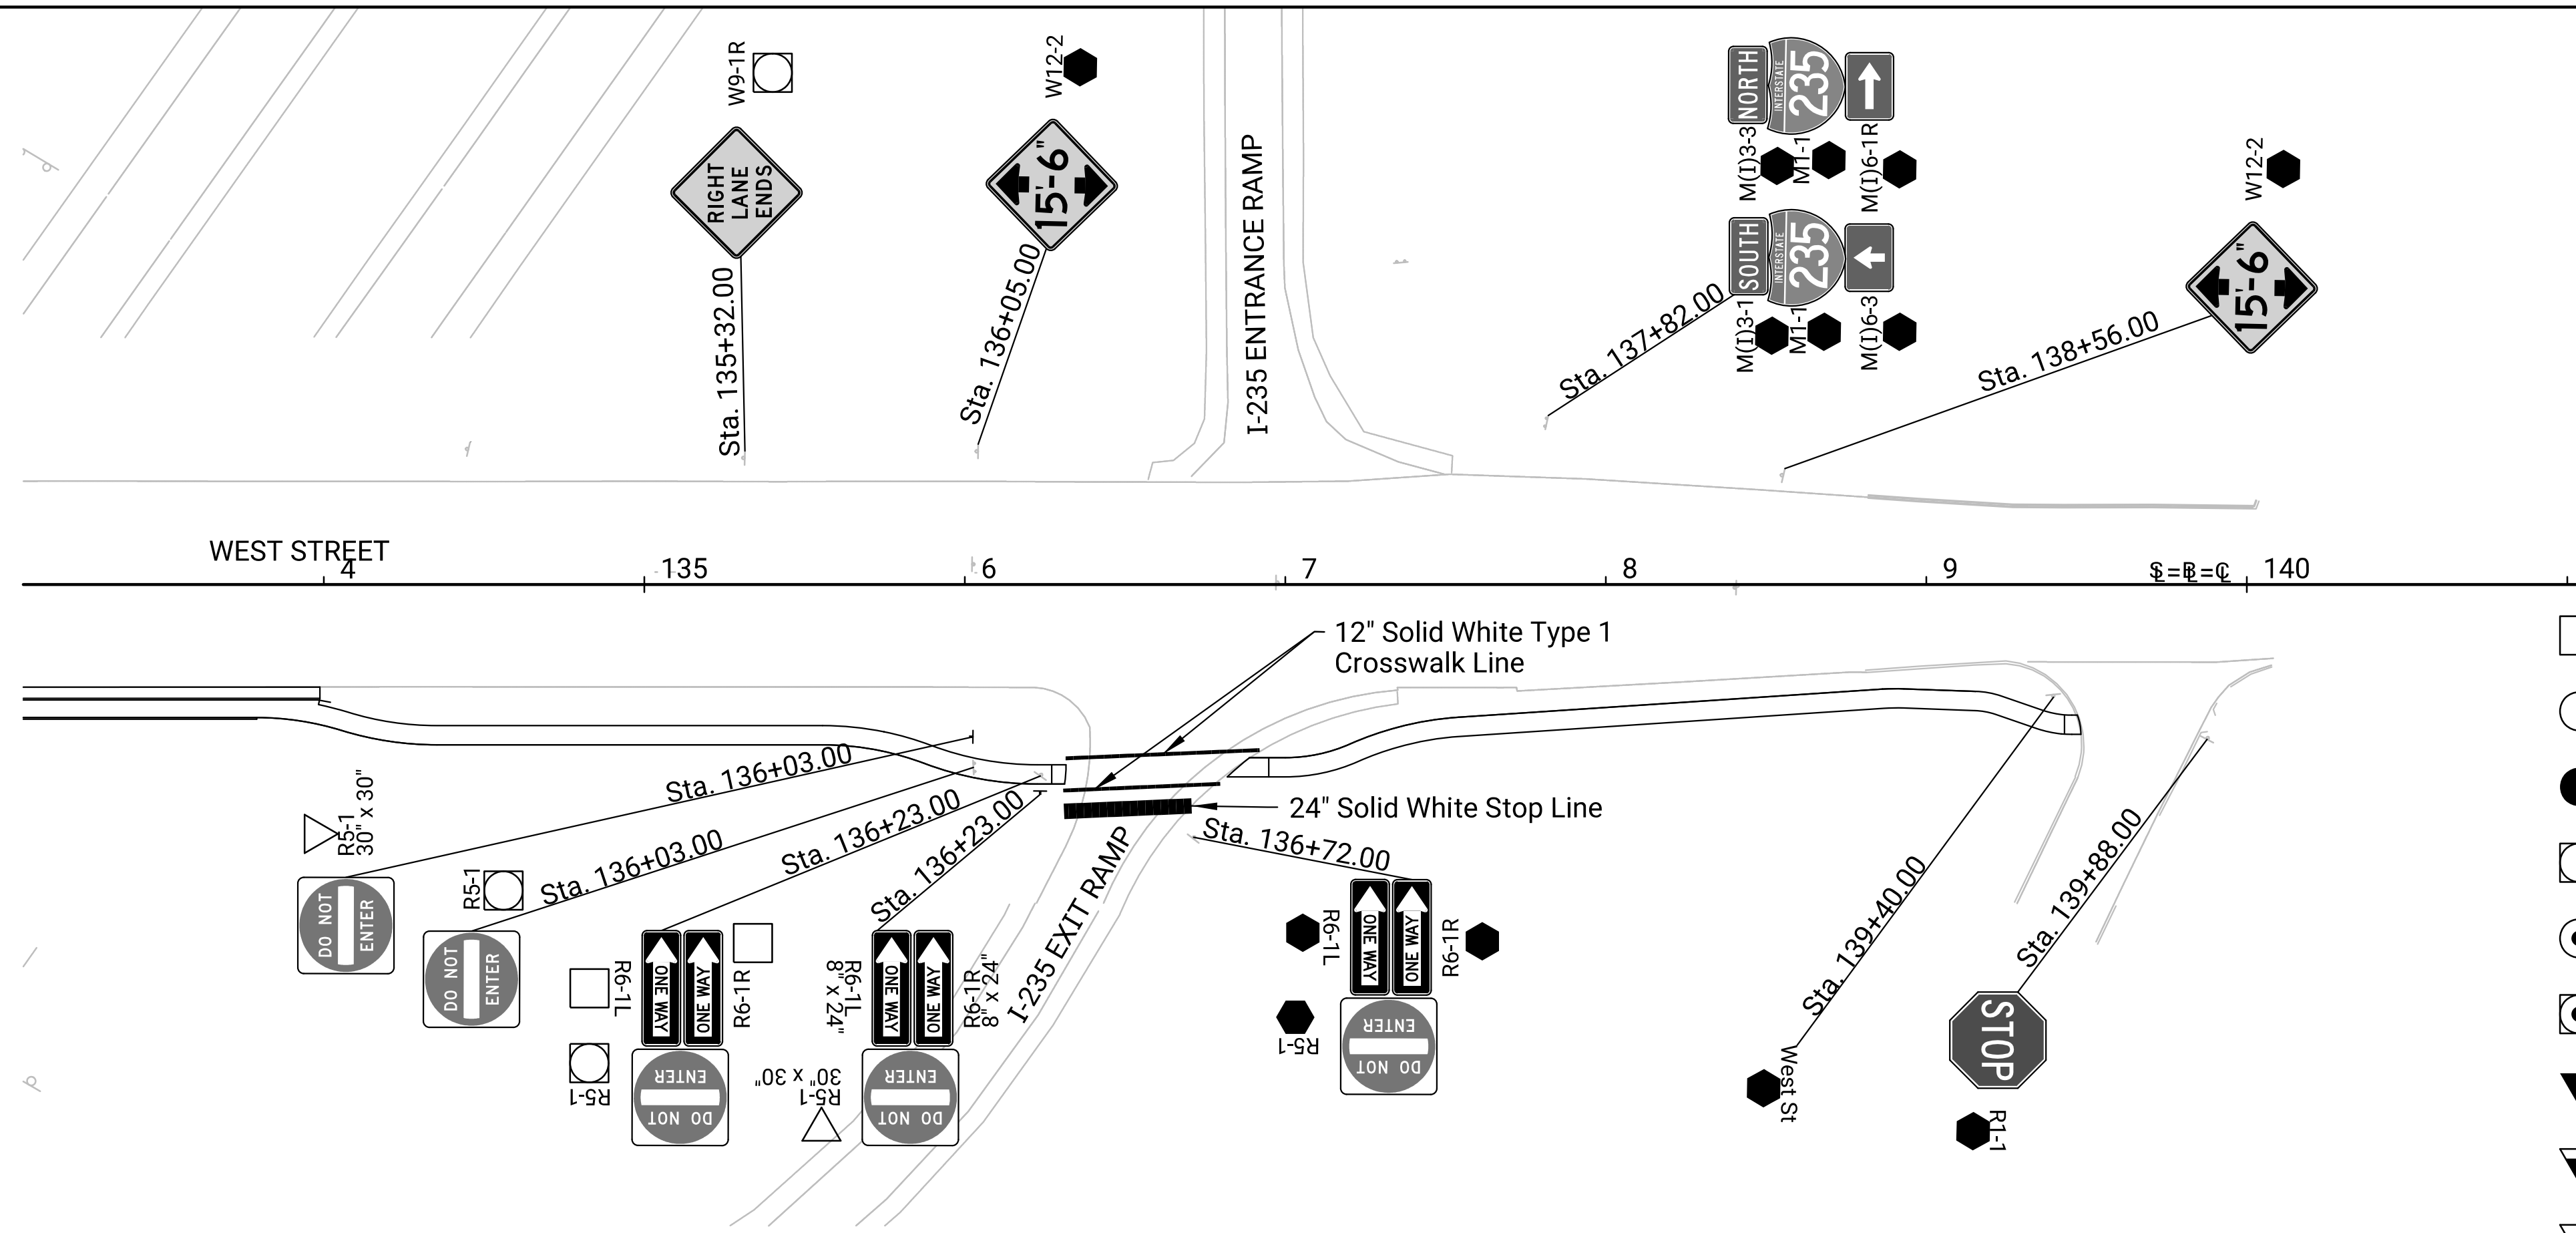 W9-1R
RIGHT
LANE
ENDS
Sta. 135+32.00
W12-2
15'-6"
Sta. 136+05.00
I-235 ENTRANCE RAMP
NORTH
INTERSTATE
235
M(I)3-3
M1-1
M(I)6-1R
SOUTH
INTERSTATE
235
M(I)3-1
M1-1
M(I)6-3
Sta. 137+82.00
W12-2
15'-6"
Sta. 138+56.00
WEST STREET
4
135
6
7
8
9
140
12" Solid White Type 1
Crosswalk Line
24" Solid White Stop Line
Sta. 136+03.00
R5-1
30" x 30"
DO NOT
ENTER
Sta. 136+03.00
R5-1
DO NOT
ENTER
Sta. 136+23.00
R6-1L
ONE WAY
ONE WAY
R6-1R
R5-1
DO NOT
ENTER
Sta. 136+23.00
R6-1L
8" x 24"
ONE WAY
ONE WAY
R6-1R
8" x 24"
R5-1
30" x 30"
DO NOT
ENTER
I-235 EXIT RAMP
Sta. 136+72.00
R6-1L
ONE WAY
ONE WAY
R6-1R
R5-1
DO NOT
ENTER
Sta. 139+40.00
West St
Sta. 139+88.00
STOP
R1-1